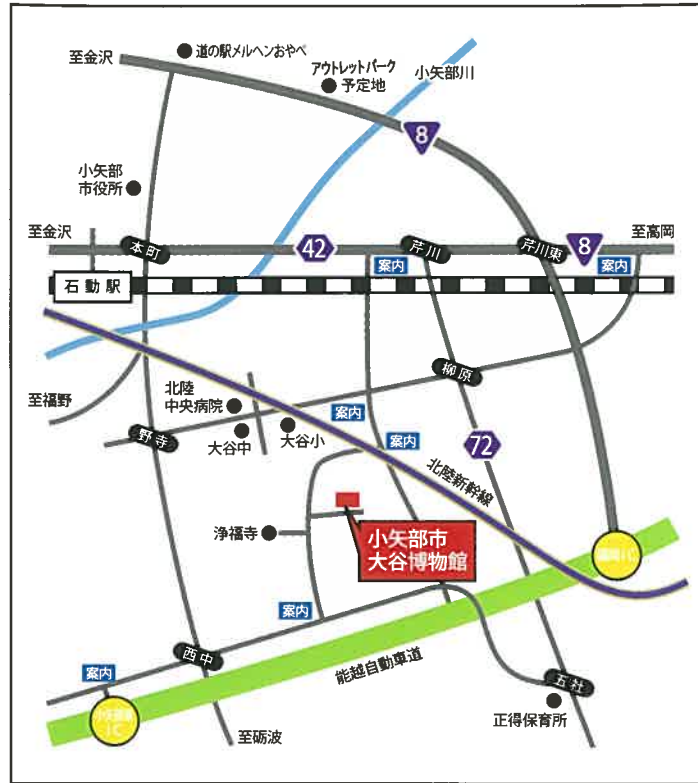 至金沢
道の駅メルヘンおやべ
アウトレットパーク
予定地
小矢部川
8
小矢部
市役所
至金沢
本町
42
芹川
芹川東
8
至高岡
案内
案内
石動駅
柳原
至福野
北陸
中央病院
野寺
大谷中
大谷小
案内
案内
72
北陸新幹線
浄福寺
小矢部市
大谷博物館
案内
西中
案内
能越自動車道
五社
IC
至砺波
正得保育所